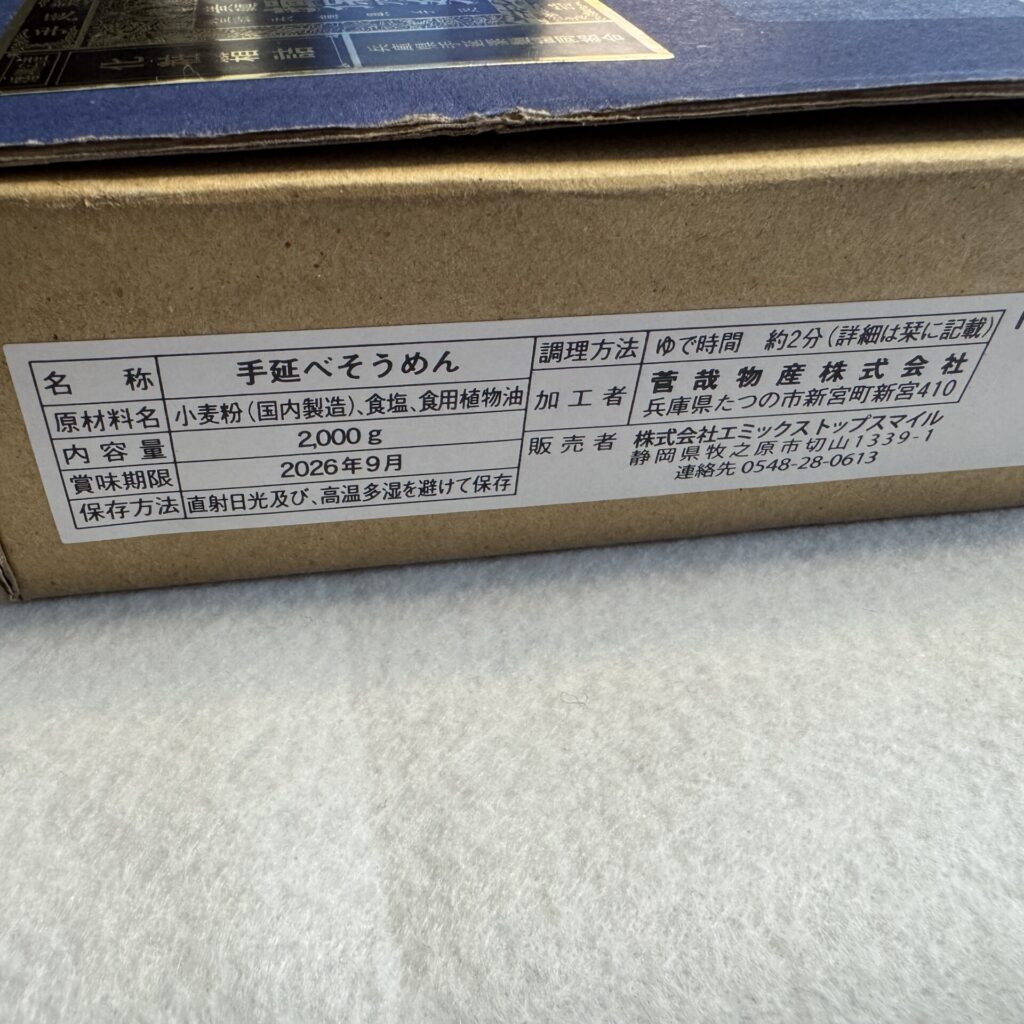 名称 手延べそうめん
原材料名 小麦粉（国内製造）、食塩、食用植物油
内容量 2,000g
賞味期限 2026年9月
保存方法 直射日光及び、高温多湿を避けて保存
調理方法 ゆで時間 約2分（詳細は栞に記載）
加工者 菅哉物産株式会社
兵庫県たつの市新宮町新宮410
販売者 株式会社エミックストップスマイル
静岡県牧之原市切山1339-1
連絡先 0548-28-0613